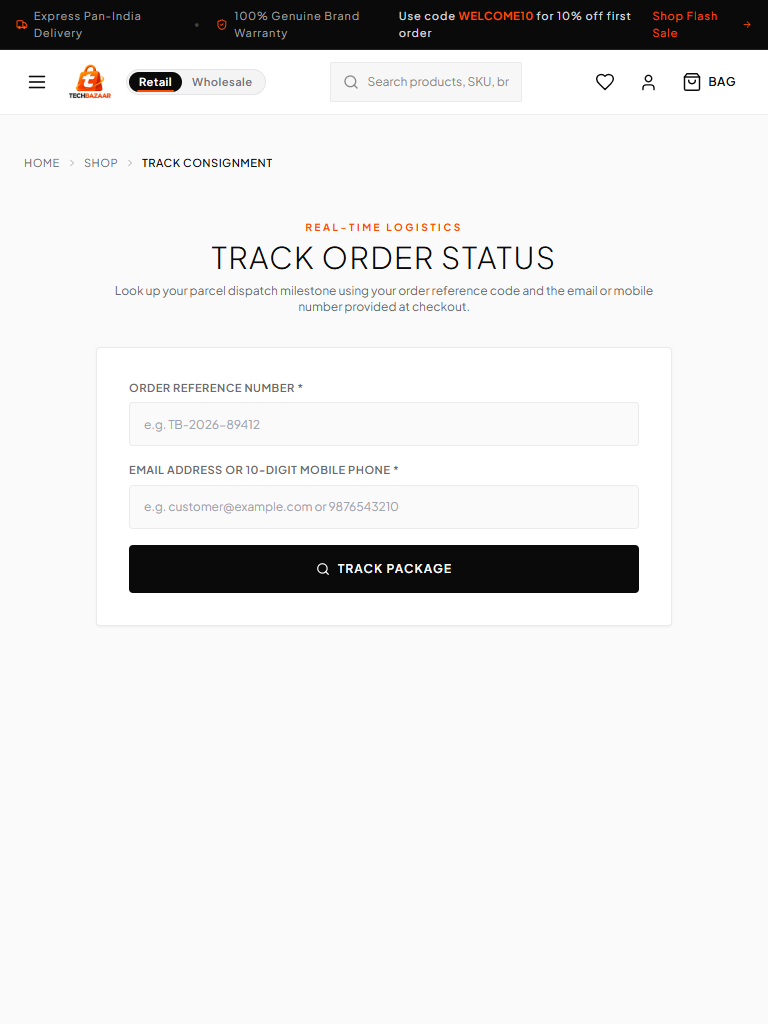 Express Pan-India
Delivery
100% Genuine Brand
Warranty
Use code WELCOME10 for 10% off first
order
Shop Flash
Sale
TECHBAZAAR
Retail
Wholesale
Search products, SKU, br
BAG
HOME
SHOP
TRACK CONSIGNMENT
REAL-TIME LOGISTICS
TRACK ORDER STATUS
Look up your parcel dispatch milestone using your order reference code and the email or mobile
number provided at checkout.
ORDER REFERENCE NUMBER *
e.g. TB-2026-89412
EMAIL ADDRESS OR 10-DIGIT MOBILE PHONE *
e.g. customer@example.com or 9876543210
TRACK PACKAGE